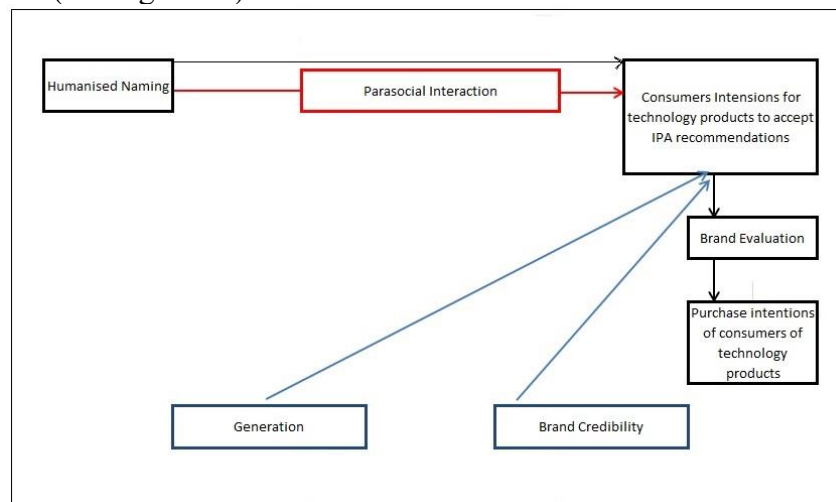 Humanised Naming
Parasocial Interaction
Consumers Intensions for
technology products to accept
IPA recommendations
Brand Evaluation
Purchase intentions
of consumers of
technology
products
Generation
Brand Credibility